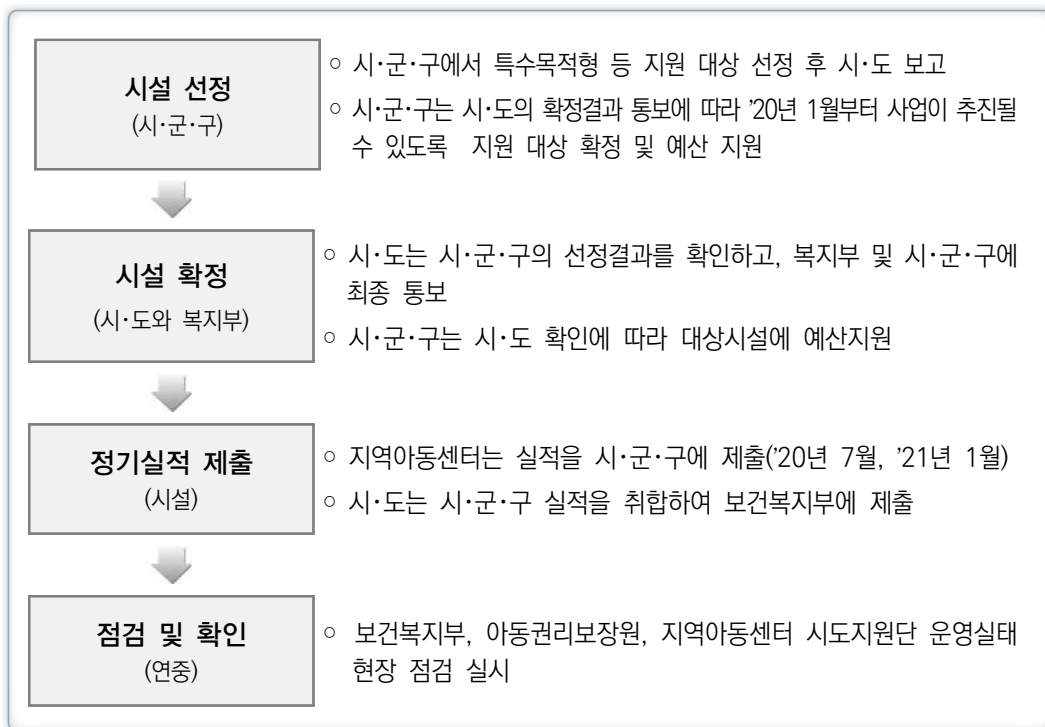 시설 선정
(시·군·구)
○ 시·군·구에서 특수목적형 등 지원 대상 선정 후 시·도 보고
○ 시·군·구는 시·도의 확정결과 통보에 따라 ’20년 1월부터 사업이 추진될
수 있도록 지원 대상 확정 및 예산 지원
시설 확정
(시·도와 복지부)
○ 시·도는 시·군·구의 선정결과를 확인하고, 복지부 및 시·군·구에
최종 통보
○ 시·군·구는 시·도 확인에 따라 대상시설에 예산지원
정기실적 제출
(시설)
○ 지역아동센터는 실적을 시·군·구에 제출(’20년 7월, ’21년 1월)
○ 시·도는 시·군·구 실적을 취합하여 보건복지부에 제출
점검 및 확인
(연중)
○ 보건복지부, 아동권리보장원, 지역아동센터 시도지원단 운영실태
현장 점검 실시